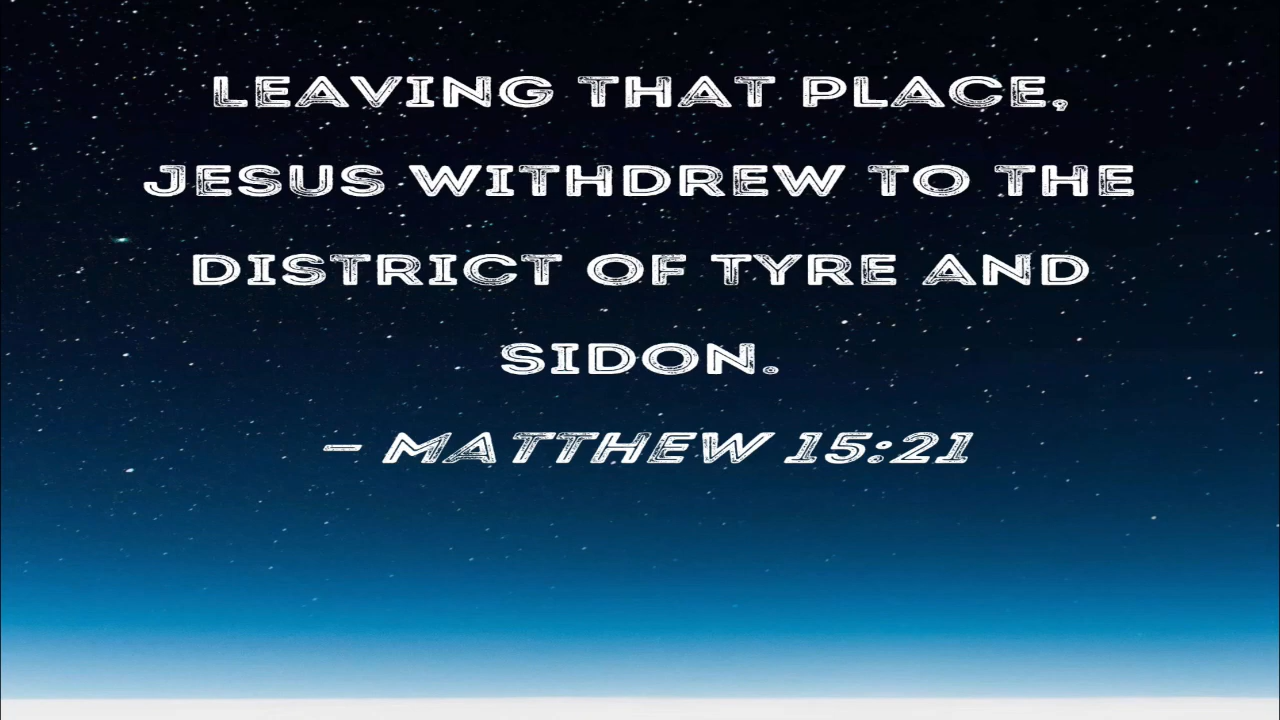 LEAVING THAT PLACE,
JESUS WITHDREW TO THE
DISTRICT OF TYRE AND
SIDON.
– MATTHEW 15:21